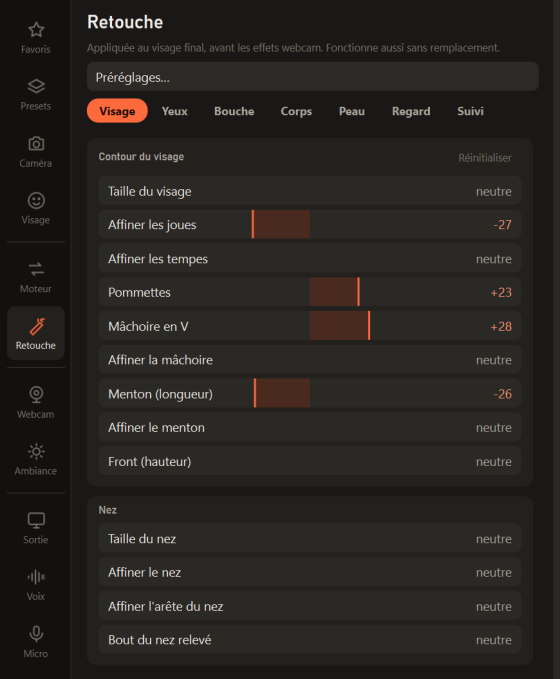 Favoris
Presets
Caméra
Visage
Moteur
Retouche
Webcam
Ambiance
Sortie
Voix
Micro
Retouche
Appliquée au visage final, avant les effets webcam. Fonctionne aussi sans remplacement.
Préréglages...
Visage Yeux Bouche Corps Peau Regard Suivi
Contour du visage Réinitialiser
Taille du visage neutre
Affiner les joues -27
Affiner les tempes neutre
Pommettes +23
Mâchoire en V +28
Affiner la mâchoire neutre
Menton (longueur) -26
Affiner le menton neutre
Front (hauteur) neutre
Nez
Taille du nez neutre
Affiner le nez neutre
Affiner l'arête du nez neutre
Bout du nez relevé neutre